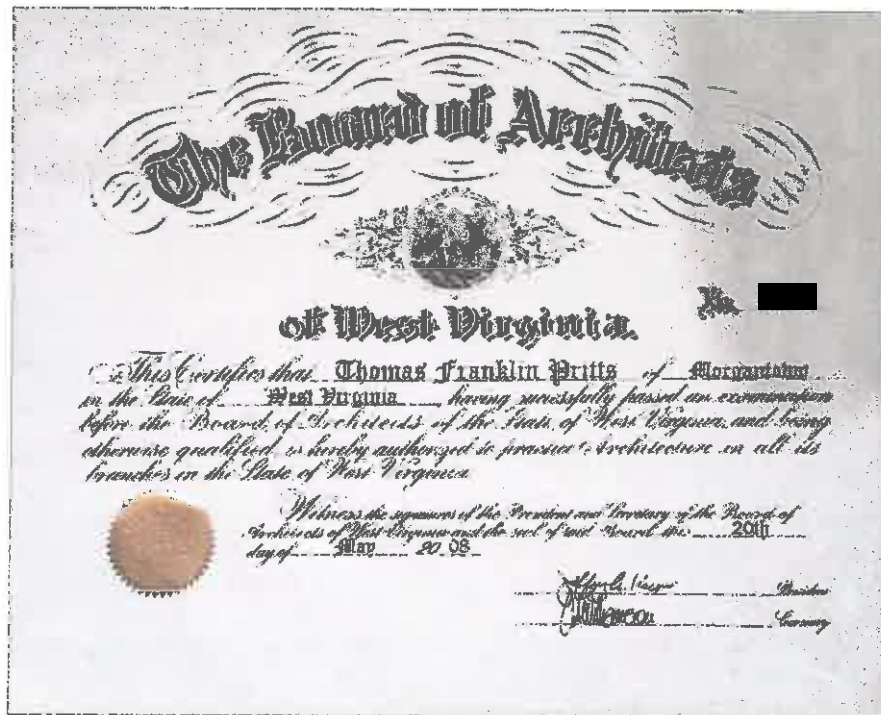 The Board of Architects
of West Virginia.
No.
This Certifies that Thomas Franklin Pritts of Morgantown
in the State of West Virginia, having successfully passed an examination
before the Board of Architects of the State of West Virginia, and being
otherwise qualified, is hereby authorized to practice Architecture in all its
branches in the State of West Virginia
Witness the signatures of the President and Secretary of the Board of
Architects of West Virginia and the seal of said Board this 20th
day of May 20 08
President
Secretary